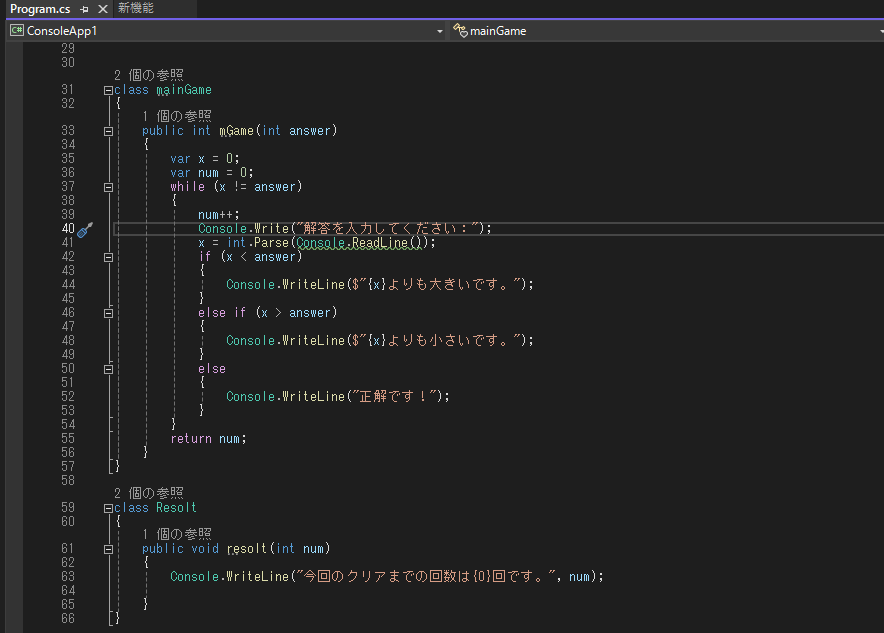 Program.cs 新機能
ConsoleApp1 mainGame
29
30
2 個の参照
31 class mainGame
32 {
1 個の参照
33 public int mGame(int answer)
34 {
35 var x = 0;
36 var num = 0;
37 while (x != answer)
38 {
39 num++;
40 Console.Write("解答を入力してください：");
41 x = int.Parse(Console.ReadLine());
42 if (x < answer)
43 {
44 Console.WriteLine($"{x}よりも大きいです。");
45 }
46 else if (x > answer)
47 {
48 Console.WriteLine($"{x}よりも小さいです。");
49 }
50 else
51 {
52 Console.WriteLine("正解です！");
53 }
54 }
55 return num;
56 }
57 }
58
2 個の参照
59 class Resolt
60 {
1 個の参照
61 public void resolt(int num)
62 {
63 Console.WriteLine("今回のクリアまでの回数は{0}回です。", num);
64
65 }
66 }